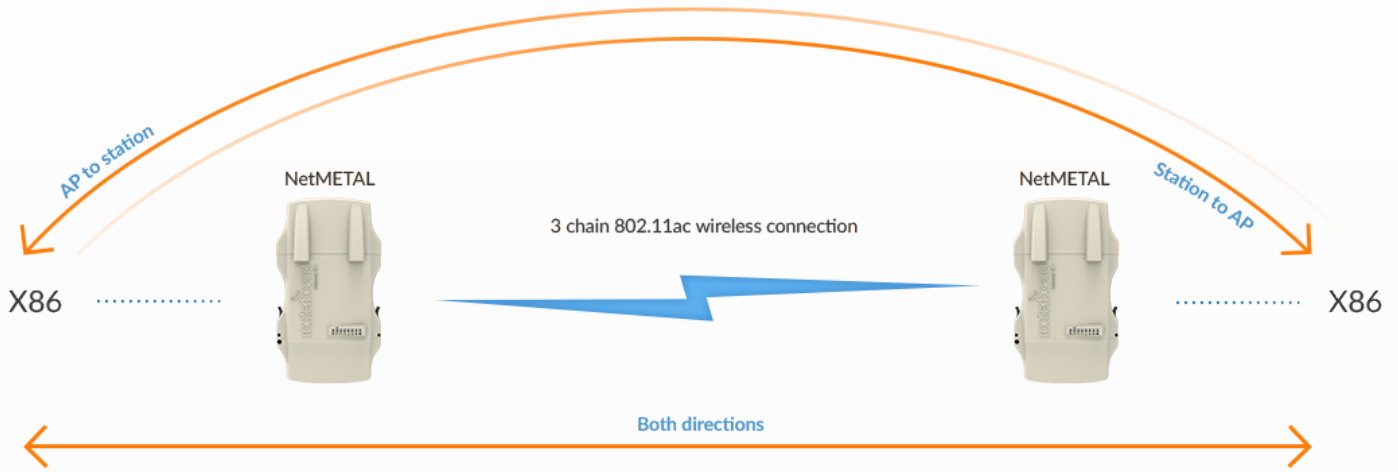 AP to station
Station to AP
NetMETAL
NetMETAL
3 chain 802.11ac wireless connection
X86
X86
Both directions